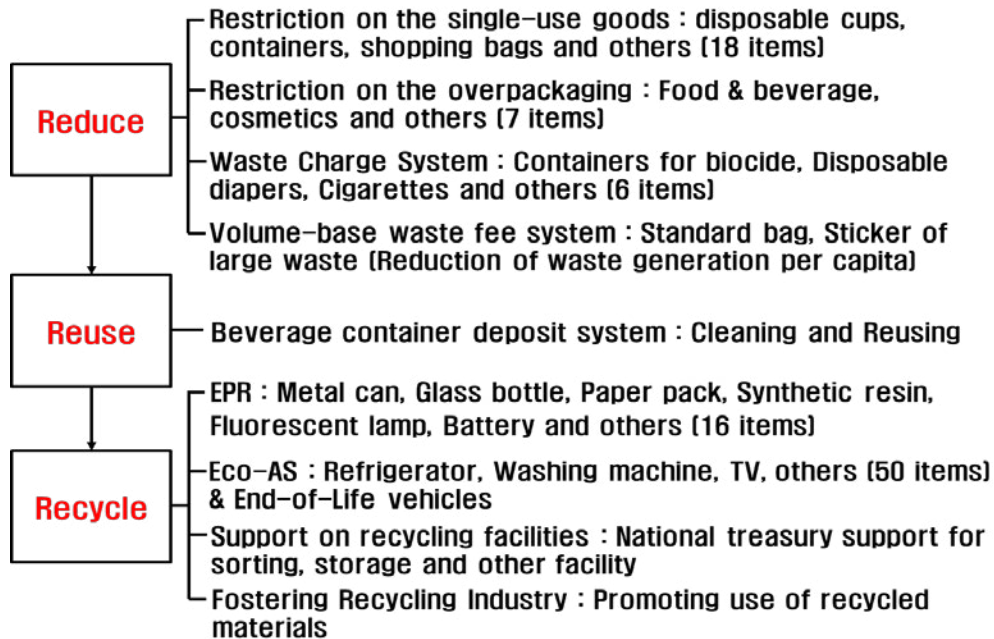 Reduce
Restriction on the single-use goods : disposable cups,
containers, shopping bags and others (18 items)
Restriction on the overpackaging : Food & beverage,
cosmetics and others (7 items)
Waste Charge System : Containers for biocide, Disposable
diapers, Cigarettes and others (6 items)
Volume-base waste fee system : Standard bag, Sticker of
large waste (Reduction of waste generation per capita)
Reuse
Beverage container deposit system : Cleaning and Reusing
Recycle
EPR : Metal can, Glass bottle, Paper pack, Synthetic resin,
Fluorescent lamp, Battery and others (16 items)
Eco-AS : Refrigerator, Washing machine, TV, others (50 items)
& End-of-Life vehicles
Support on recycling facilities : National treasury support for
sorting, storage and other facility
Fostering Recycling Industry : Promoting use of recycled
materials